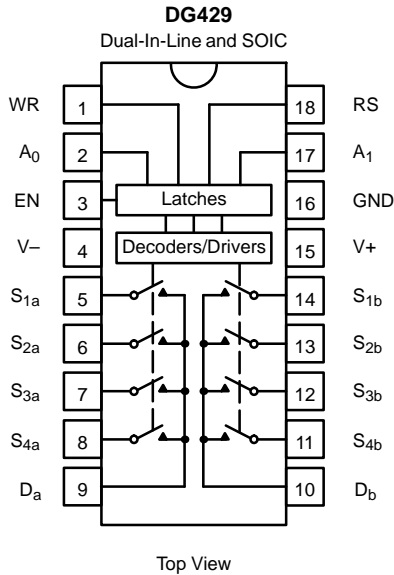 DG429
Dual-In-Line and SOIC
WR 1 18 RS
A0 2 17 A1
EN 3 Latches 16 GND
V– 4 Decoders/Drivers 15 V+
S1a 5 14 S1b
S2a 6 13 S2b
S3a 7 12 S3b
S4a 8 11 S4b
Da 9 10 Db
Top View